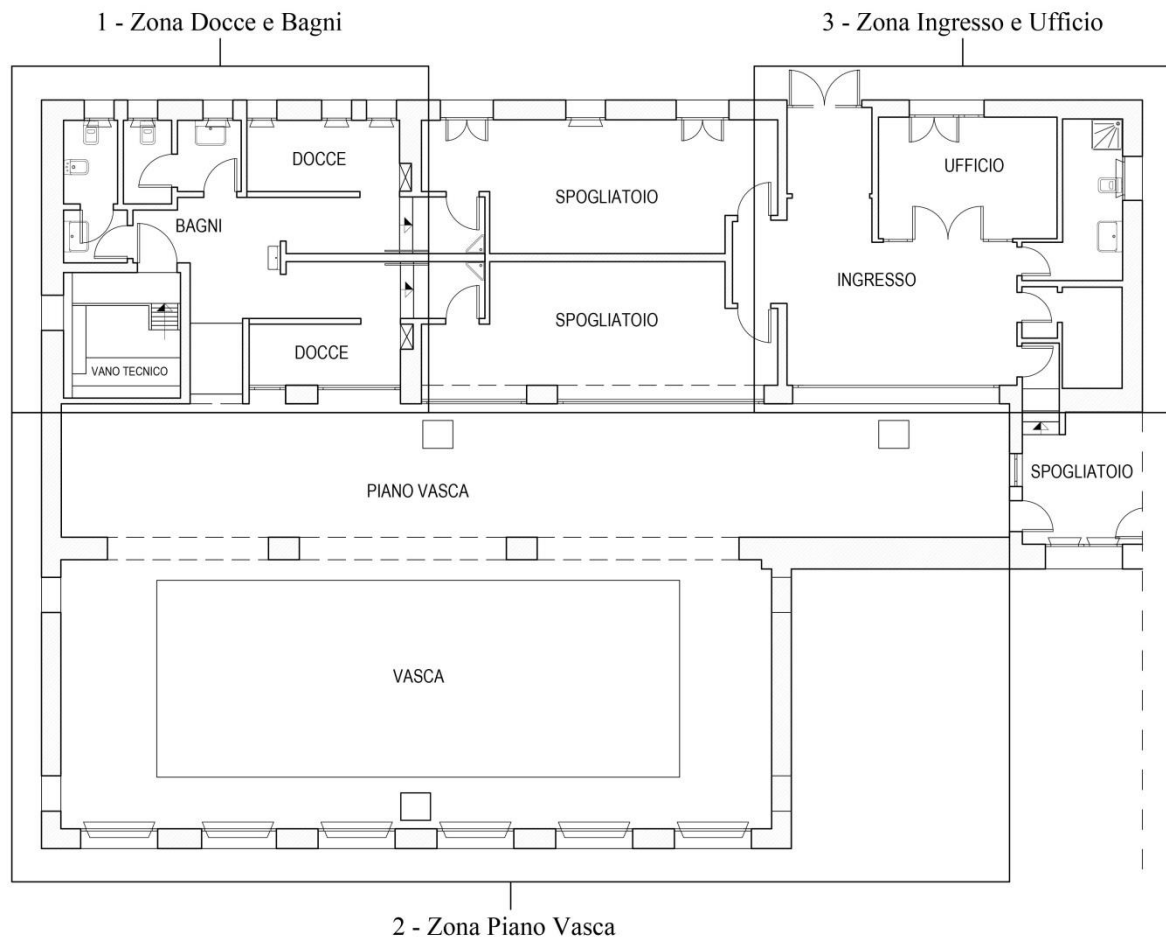 1 - Zona Docce e Bagni
3 - Zona Ingresso e Ufficio
DOCCE
UFFICIO
SPOGLIATOIO
BAGNI
INGRESSO
SPOGLIATOIO
DOCCE
VANO TECNICO
SPOGLIATOIO
PIANO VASCA
VASCA
2 - Zona Piano Vasca